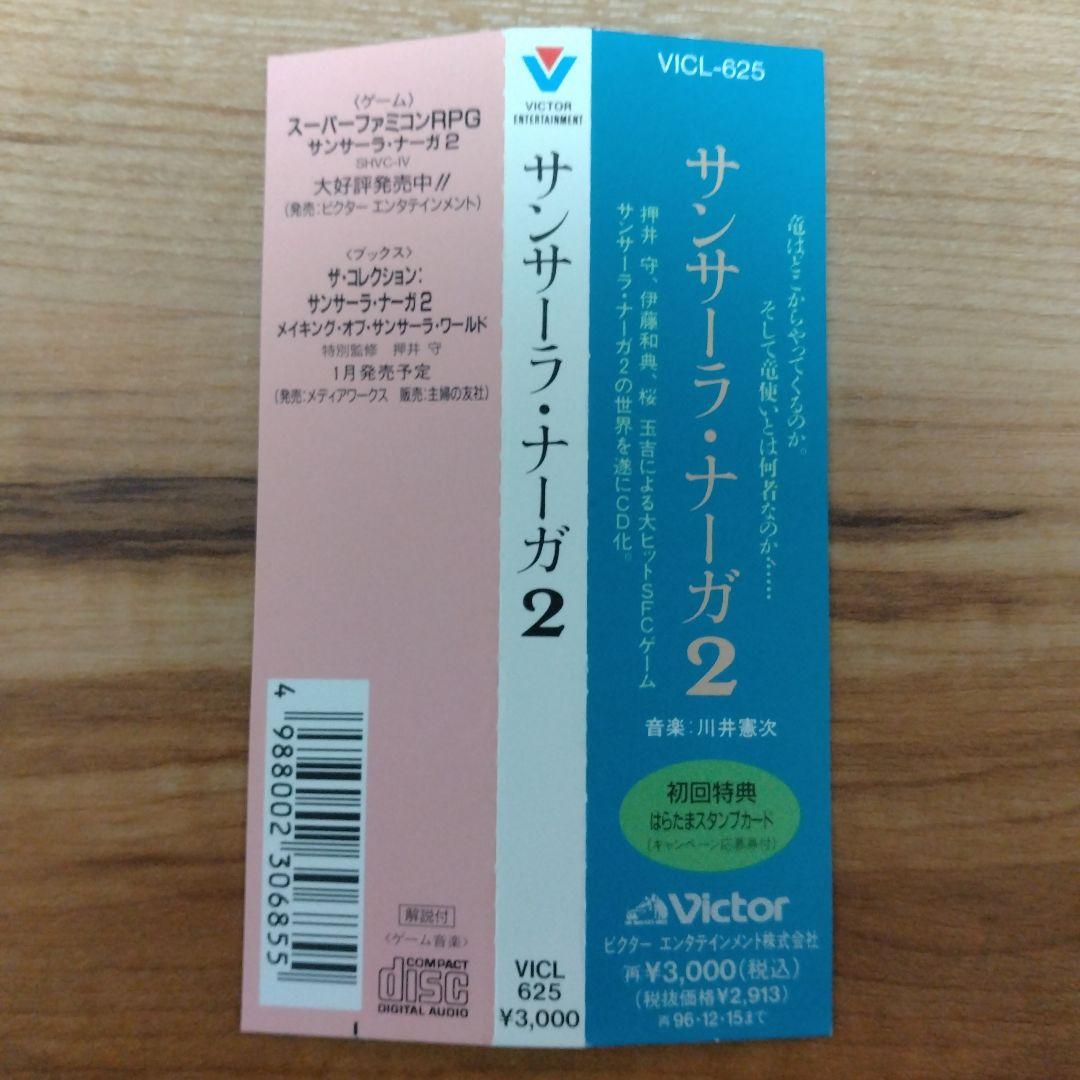 〈ゲーム〉
スーパーファミコンRPG
サンサーラ・ナーガ2
SHVC-IV
大好評発売中!!
(発売:ビクター エンタテインメント)
〈ブックス〉
ザ・コレクション:
サンサーラ・ナーガ2
メイキング・オブ・サンサーラ・ワールド
特別監修 押井 守
1月発売予定
(発売:メディアワークス 販売:主婦の友社)
4 988002 306855
解説付
〈ゲーム音楽〉
COMPACT
disc
DIGITAL AUDIO
VICTOR
ENTERTAINMENT
サンサーラ・ナーガ2
VICL
625
¥3,000
VICL-625
竜はどこからやってくるのか。
そして竜使いとは何者なのか……
サンサーラ・ナーガ2
押井 守、伊藤和典、桜 玉吉による大ヒットSFCゲーム
サンサーラ・ナーガ2の世界を遂にCD化。
音楽:川井憲次
初回特典
はらたまスタンプカード
(キャンペーン応募券付)
Victor
ビクター エンタテインメント株式会社
再¥3,000(税込)
(税抜価格¥2,913)
再96・12・15まで